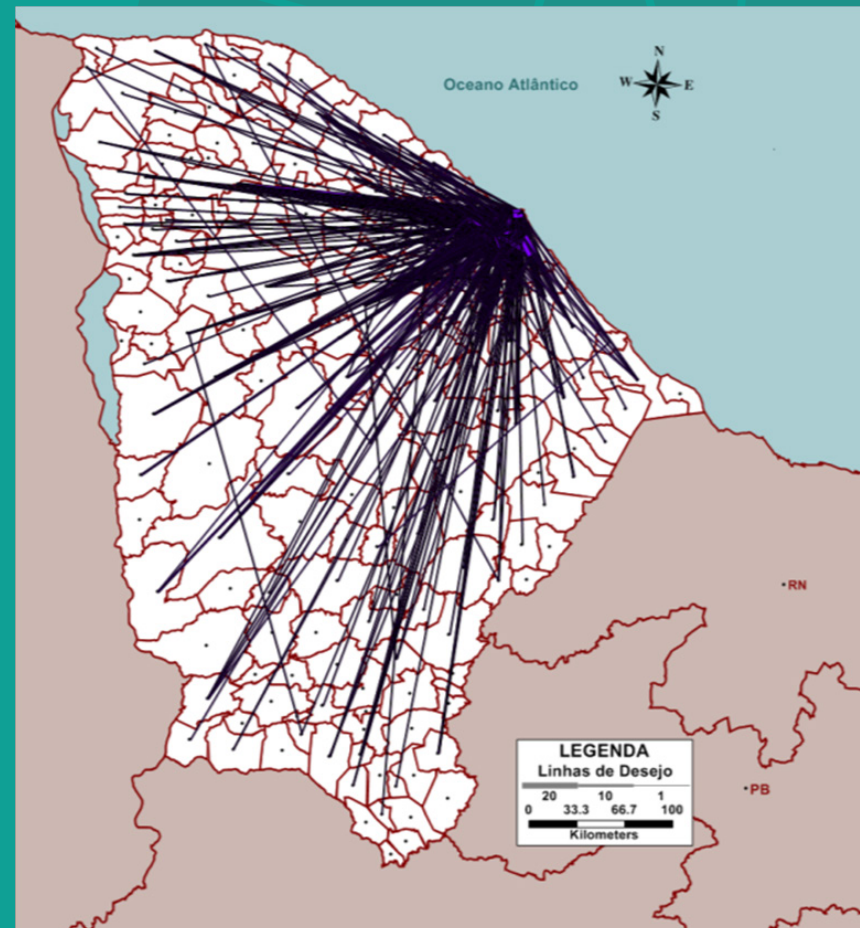 N
Oceano Atlântico
W E
S
RN
LEGENDA
Linhas de Desejo
20 10 1
0 33.3 66.7 100
Kilometers
PB